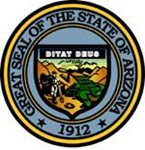 GREAT SEAL OF THE STATE OF ARIZONA
DITAT DEUS
1912